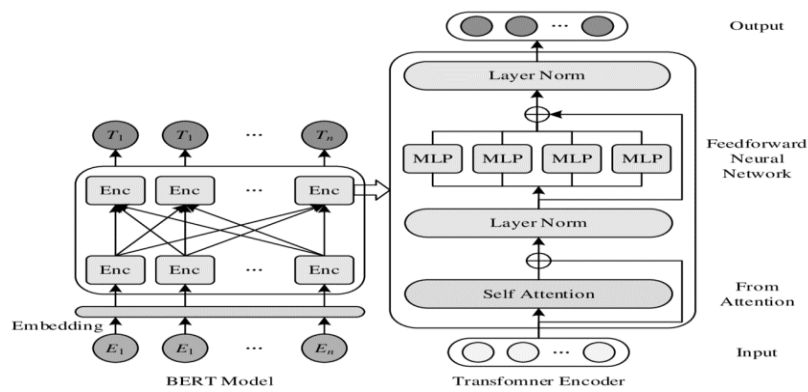 Output
Layer Norm
T1 T1 ... Tn
MLP MLP MLP MLP
Feedforward
Neural
Network
Enc Enc ... Enc
Layer Norm
Enc Enc ... Enc
Self Attention
From
Attention
Embedding
E1 E1 ... En
Input
BERT Model
Transfomner Encoder